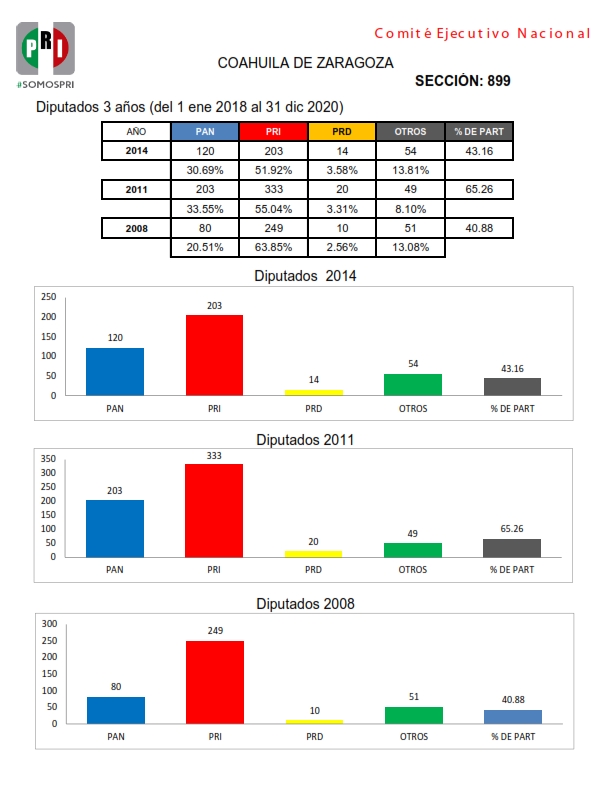 PRI
#SOMOSPRI
Comité Ejecutivo Nacional
COAHUILA DE ZARAGOZA
SECCIÓN: 899
Diputados 3 años (del 1 ene 2018 al 31 dic 2020)
AÑO PAN PRI PRD OTROS % DE PART
2014 120 203 14 54 43.16
30.69% 51.92% 3.58% 13.81%
2011 203 333 20 49 65.26
33.55% 55.04% 3.31% 8.10%
2008 80 249 10 51 40.88
20.51% 63.85% 2.56% 13.08%
Diputados 2014
250
200
150
100
50
0
120
203
14
54
43.16
PAN PRI PRD OTROS % DE PART
Diputados 2011
350
300
250
200
150
100
50
0
203
333
20
49
65.26
PAN PRI PRD OTROS % DE PART
Diputados 2008
300
250
200
150
100
50
0
80
249
10
51
40.88
PAN PRI PRD OTROS % DE PART